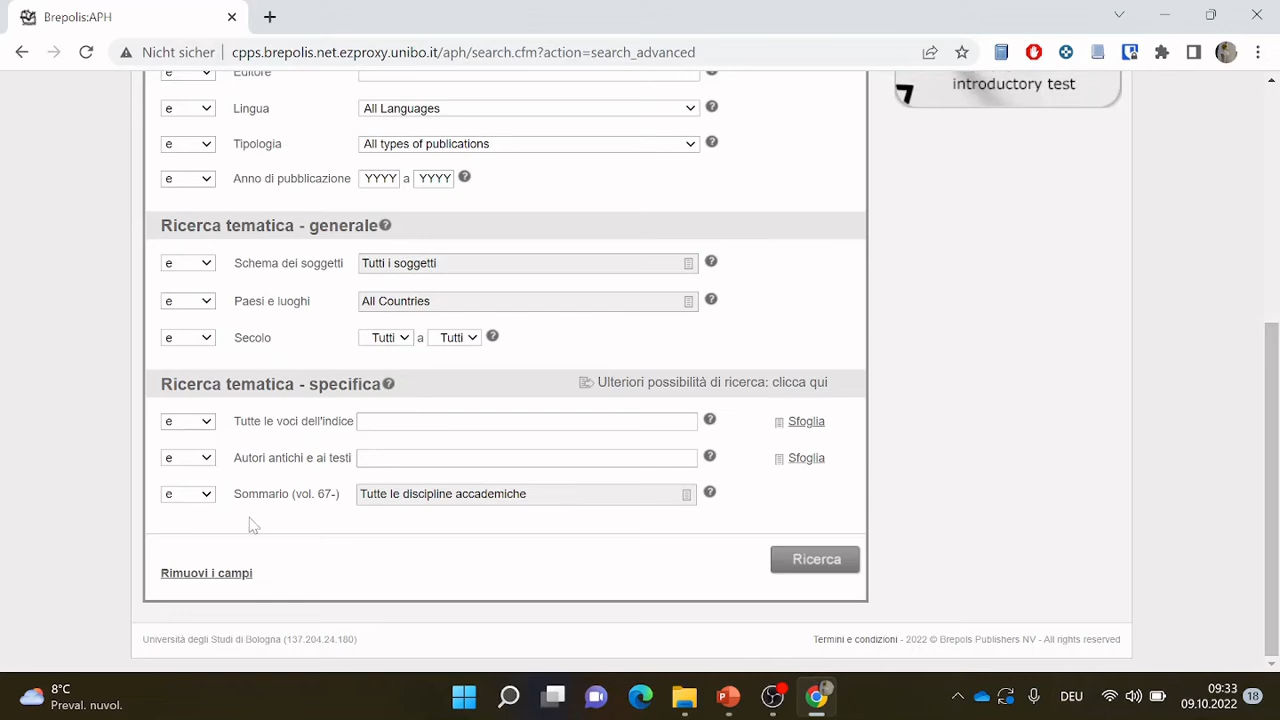 Brepolis:APH
Nicht sicher cpps.brepolis.net.ezproxy.unibo.it/aph/search.cfm?action=search_advanced
e Editore
introductory test
e Lingua All Languages
e Tipologia All types of publications
e Anno di pubblicazione YYYY a YYYY
Ricerca tematica - generale
e Schema dei soggetti Tutti i soggetti
e Paesi e luoghi All Countries
e Secolo Tutti a Tutti
Ricerca tematica - specifica Ulteriori possibilità di ricerca: clicca qui
e Tutte le voci dell'indice Sfoglia
e Autori antichi e ai testi Sfoglia
e Sommario (vol. 67-) Tutte le discipline accademiche
Ricerca
Rimuovi i campi
Università degli Studi di Bologna (137.204.24.180) Termini e condizioni - 2022 © Brepols Publishers NV - All rights reserved
8°C
Preval. nuvol.
DEU
09:33
09.10.2022
18